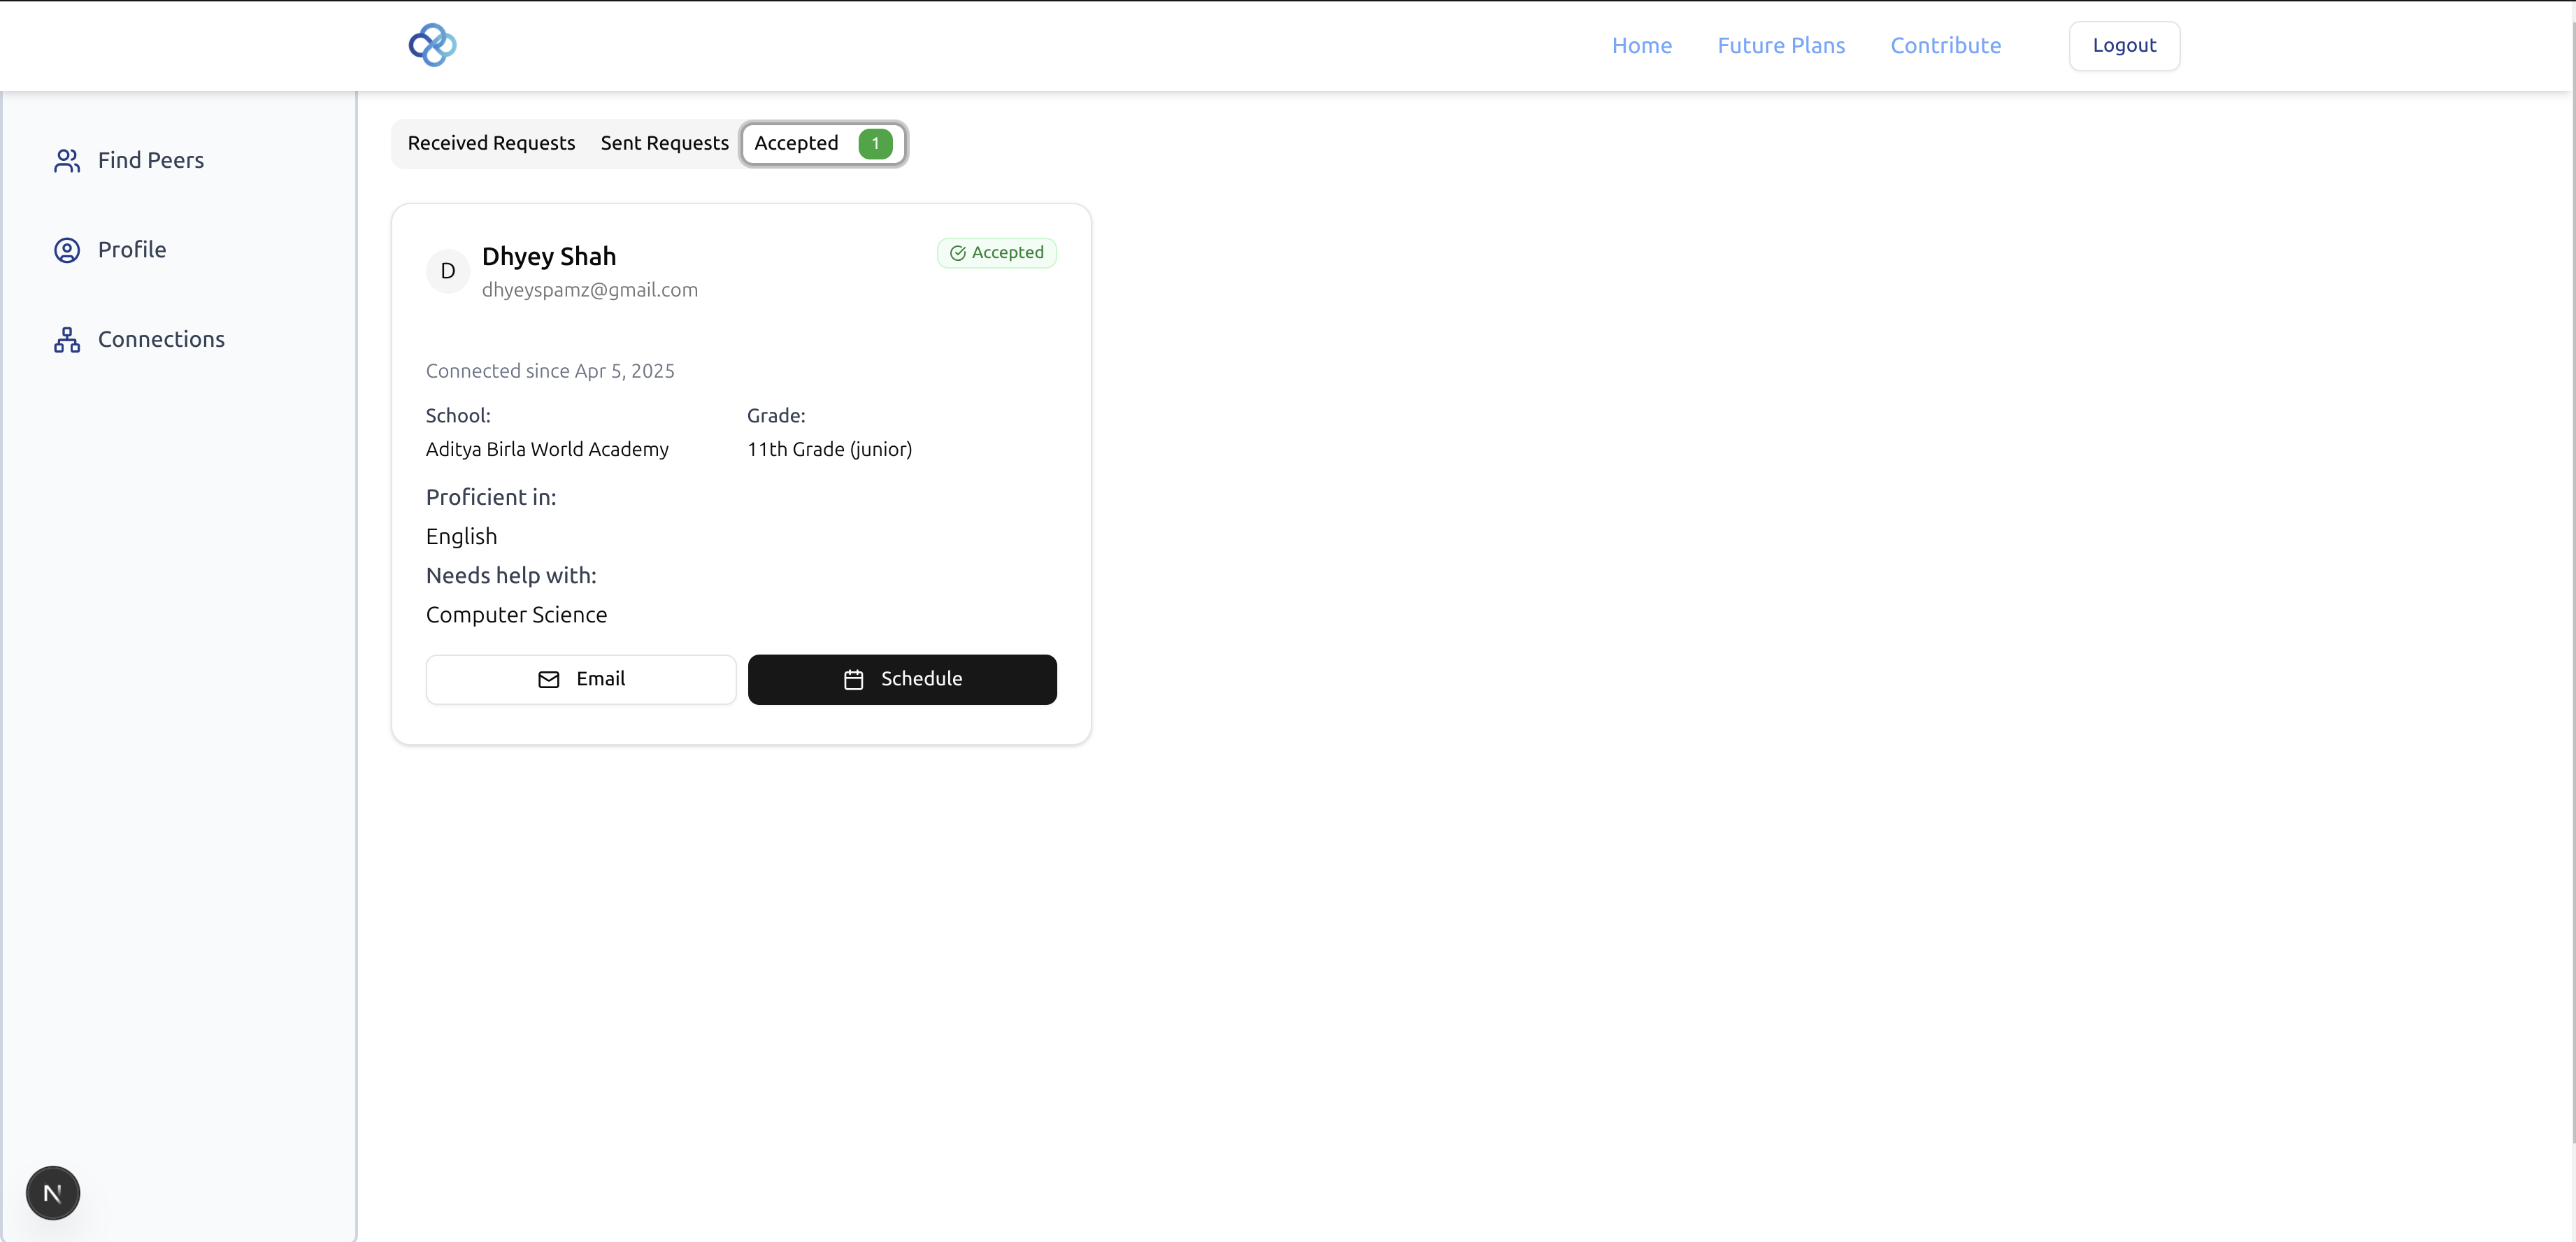 Home Future Plans Contribute Logout
Find Peers
Profile
Connections
Received Requests Sent Requests Accepted 1
D
Dhyey Shah
dhyeyspamz@gmail.com
Accepted
Connected since Apr 5, 2025
School: Grade:
Aditya Birla World Academy 11th Grade (junior)
Proficient in:
English
Needs help with:
Computer Science
Email Schedule
N